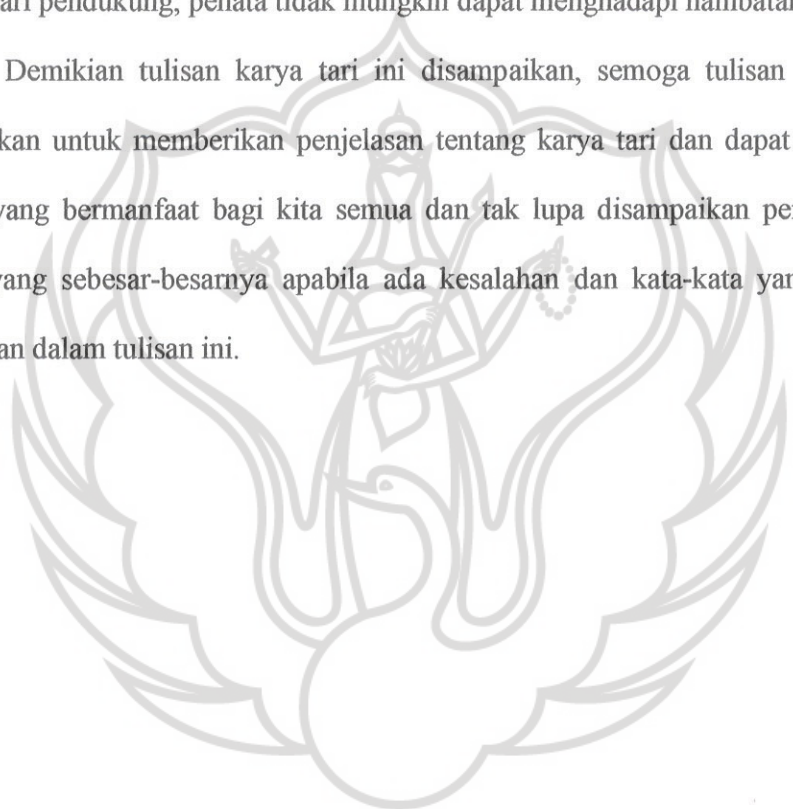 ari pendukung, penata tidak mungkin dapat menghadapi hambatan
Demikian tulisan karya tari ini disampaikan, semoga tulisan
kan untuk memberikan penjelasan tentang karya tari dan dapat
yang bermanfaat bagi kita semua dan tak lupa disampaikan per
yang sebesar-besarnya apabila ada kesalahan dan kata-kata yan
an dalam tulisan ini.